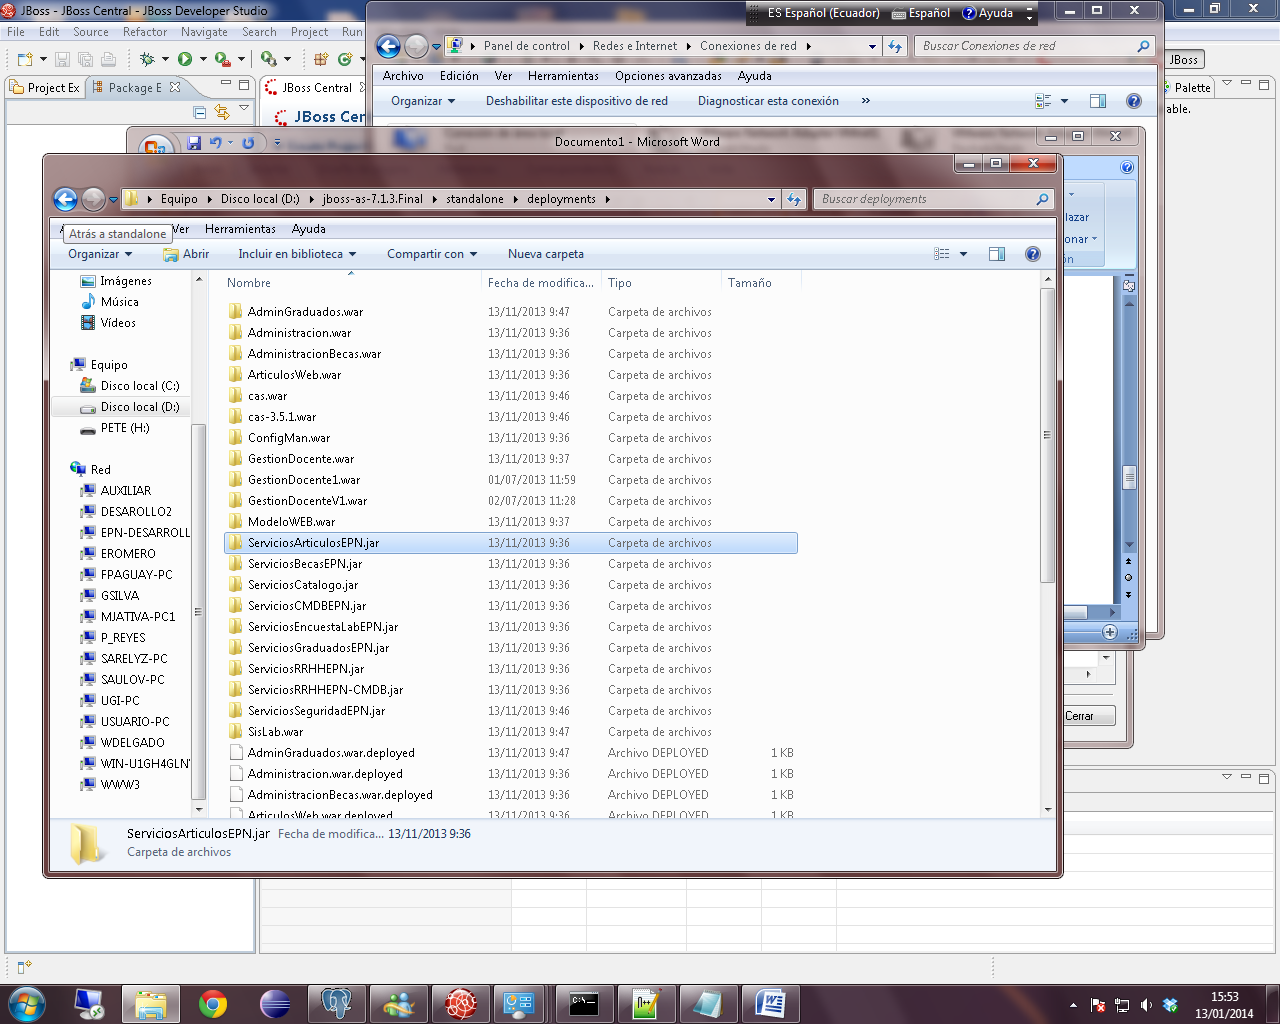 JBoss - JBoss Central - JBoss Developer Studio
File Edit Source Refactor Navigate Search Project Run
ES Español (Ecuador) Español Ayuda
Panel de control Redes e Internet Conexiones de red
Buscar Conexiones de red
JBoss
Archivo Edición Ver Herramientas Opciones avanzadas Ayuda
Project Ex Package E JBoss Central Palette
Organizar Deshabilitar este dispositivo de red Diagnosticar esta conexión »
able.
JBoss Cer
Documento1 - Microsoft Word
Equipo Disco local (D:) jboss-as-7.1.3.Final standalone deployments
Buscar deployments
Atrás a standalone
Ver Herramientas Ayuda
lazar
onar
ón
Organizar Abrir Incluir en biblioteca Compartir con Nueva carpeta
Nombre Fecha de modifica... Tipo Tamaño
Imágenes
Música
Vídeos
Equipo
Disco local (C:)
Disco local (D:)
PETE (H:)
Red
AUXILIAR
DESAROLLO2
EPN-DESARROLL
EROMERO
FPAGUAY-PC
GSILVA
MJATIVA-PC1
P_REYES
SARELYZ-PC
SAULOV-PC
UGI-PC
USUARIO-PC
WDELGADO
WIN-U1GH4GLN
WWW3
AdminGraduados.war 13/11/2013 9:47 Carpeta de archivos
Administracion.war 13/11/2013 9:36 Carpeta de archivos
AdministracionBecas.war 13/11/2013 9:36 Carpeta de archivos
ArticulosWeb.war 13/11/2013 9:36 Carpeta de archivos
cas.war 13/11/2013 9:46 Carpeta de archivos
cas-3.5.1.war 13/11/2013 9:46 Carpeta de archivos
ConfigMan.war 13/11/2013 9:36 Carpeta de archivos
GestionDocente.war 13/11/2013 9:37 Carpeta de archivos
GestionDocente1.war 01/07/2013 11:59 Carpeta de archivos
GestionDocenteV1.war 02/07/2013 11:28 Carpeta de archivos
ModeloWEB.war 13/11/2013 9:37 Carpeta de archivos
ServiciosArticulosEPN.jar 13/11/2013 9:36 Carpeta de archivos
ServiciosBecasEPN.jar 13/11/2013 9:36 Carpeta de archivos
ServiciosCatalogo.jar 13/11/2013 9:36 Carpeta de archivos
ServiciosCMDBEPN.jar 13/11/2013 9:36 Carpeta de archivos
ServiciosEncuestaLabEPN.jar 13/11/2013 9:36 Carpeta de archivos
ServiciosGraduadosEPN.jar 13/11/2013 9:36 Carpeta de archivos
ServiciosRRHHEPN.jar 13/11/2013 9:36 Carpeta de archivos
ServiciosRRHHEPN-CMDB.jar 13/11/2013 9:36 Carpeta de archivos
ServiciosSeguridadEPN.jar 13/11/2013 9:46 Carpeta de archivos
SisLab.war 13/11/2013 9:47 Carpeta de archivos
AdminGraduados.war.deployed 13/11/2013 9:47 Archivo DEPLOYED 1 KB
Administracion.war.deployed 13/11/2013 9:36 Archivo DEPLOYED 1 KB
AdministracionBecas.war.deployed 13/11/2013 9:36 Archivo DEPLOYED 1 KB
ArticulosWeb.war.deployed 13/11/2013 9:36 Archivo DEPLOYED 1 KB
Cerrar
ServiciosArticulosEPN.jar Fecha de modifica... 13/11/2013 9:36
Carpeta de archivos
15:53
13/01/2014